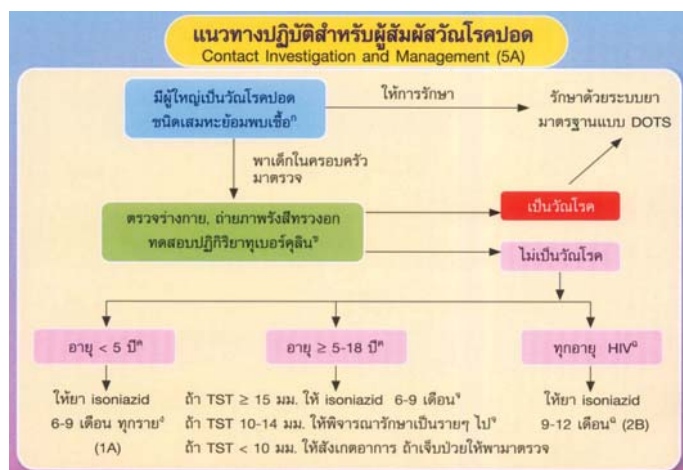 แนวทางปฏิบัติสำหรับผู้สัมผัสวัณโรคปอด
Contact Investigation and Management (5A)
มีผู้ใหญ่เป็นวัณโรคปอด
ชนิดเสมหะย้อมพบเชื้อก
ให้การรักษา
รักษาด้วยระบบยา
มาตรฐานแบบ DOTS
พาเด็กในครอบครัว
มาตรวจ
ตรวจร่างกาย, ถ่ายภาพรังสีทรวงอก
ทดสอบปฏิกิริยาทุเบอร์คุลินข
เป็นวัณโรค
ไม่เป็นวัณโรค
อายุ < 5 ปีค
อายุ ≥ 5-18 ปีค
ทุกอายุ HIVฉ
ให้ยา isoniazid
6-9 เดือน ทุกรายง
(1A)
ถ้า TST ≥ 15 มม. ให้ isoniazid 6-9 เดือนจ
ถ้า TST 10-14 มม. ให้พิจารณารักษาเป็นรายๆ ไปจ
ถ้า TST < 10 มม. ให้สังเกตอาการ ถ้าเจ็บป่วยให้พามาตรวจ
ให้ยา isoniazid
9-12 เดือนฉ (2B)